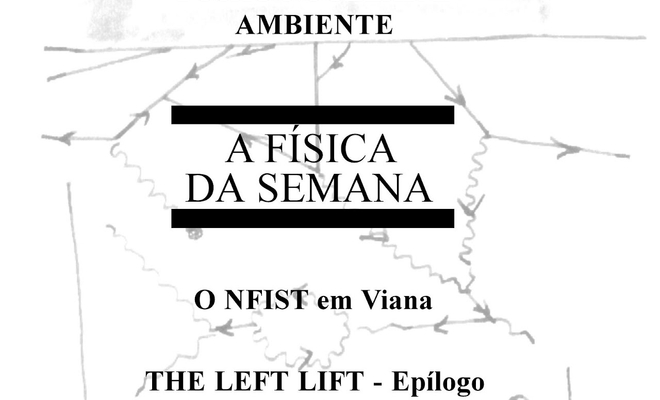 AMBIENTE
A FÍSICA
DA SEMANA
O NFIST em Viana
THE LEFT LIFT - Epílogo